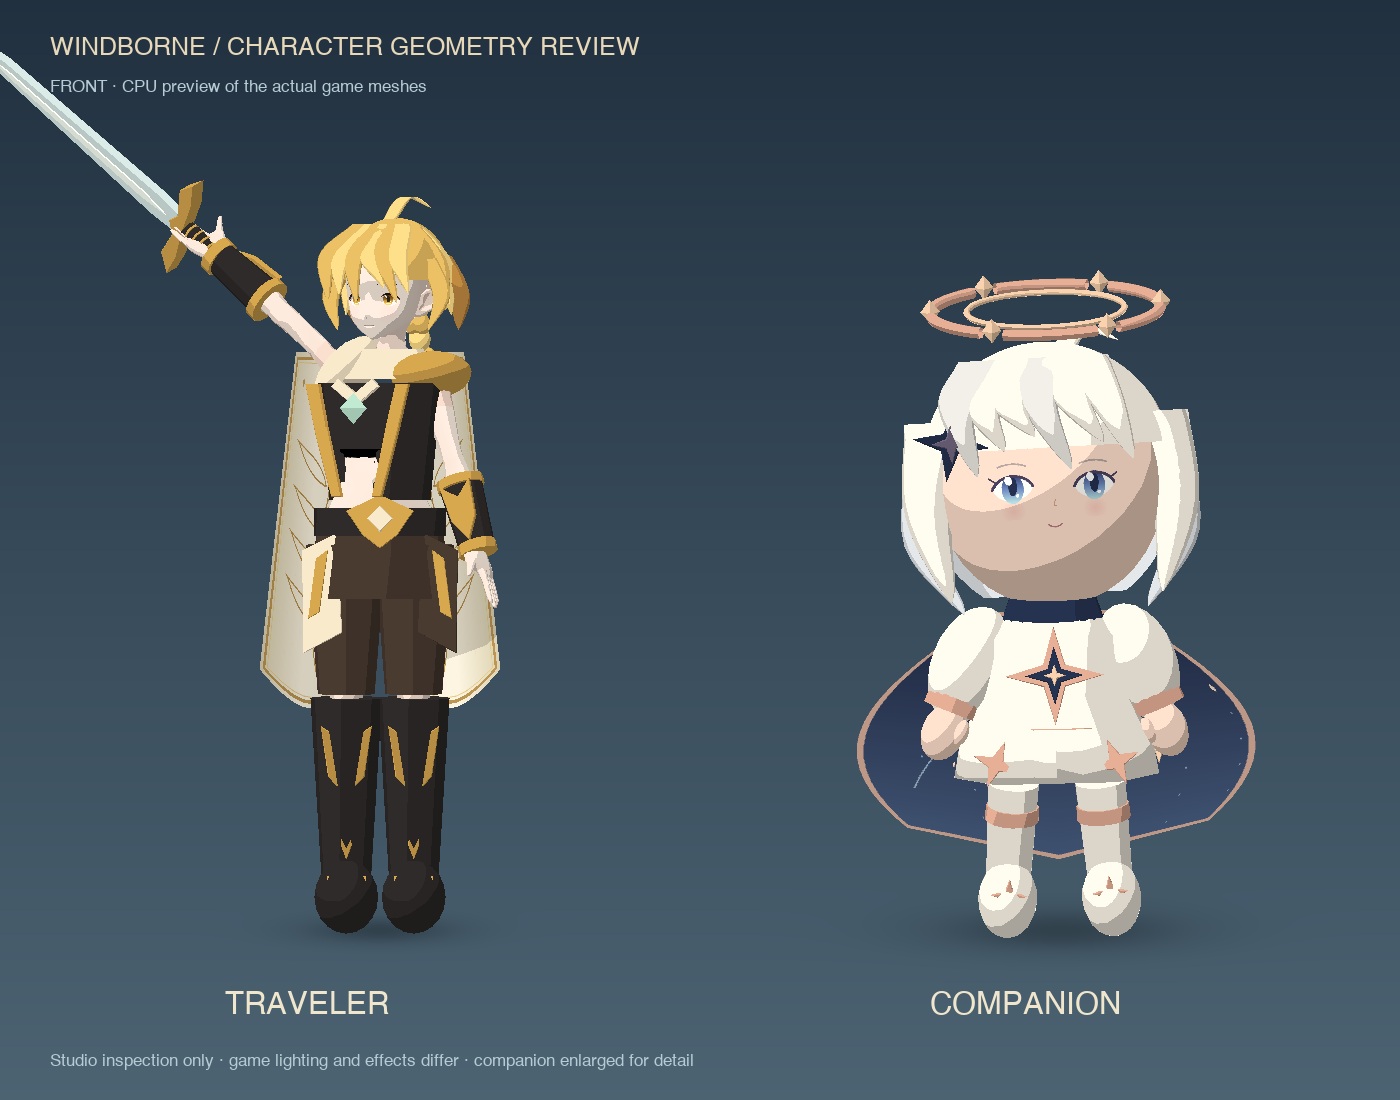 WINDBORNE / CHARACTER GEOMETRY REVIEW
FRONT · CPU preview of the actual game meshes
TRAVELER
COMPANION
Studio inspection only · game lighting and effects differ · companion enlarged for detail